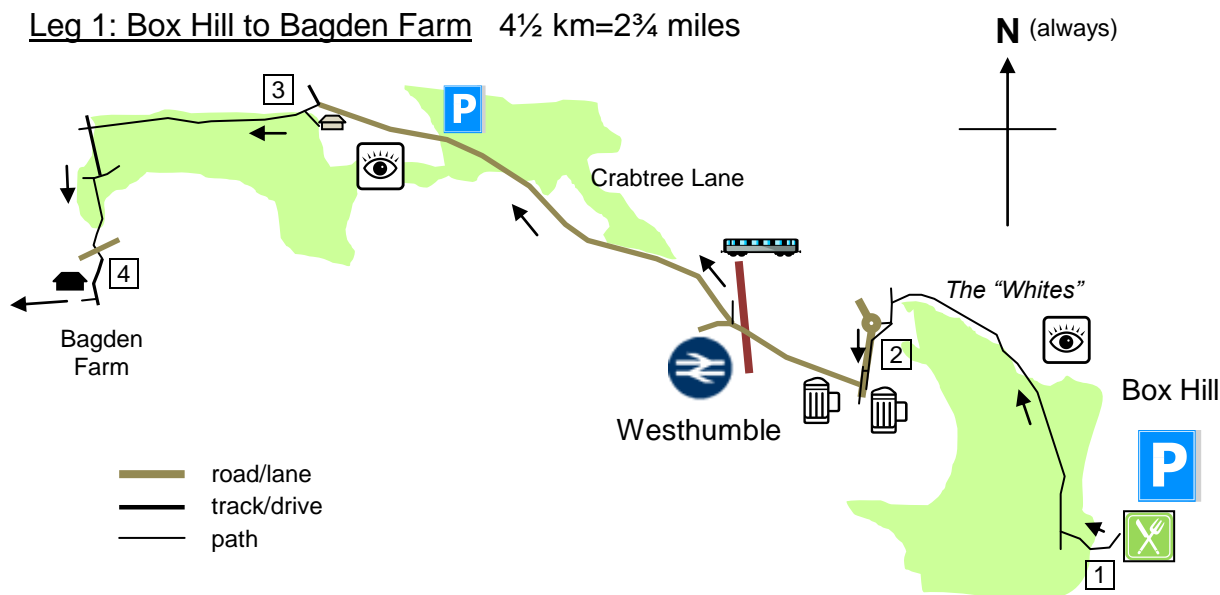 Leg 1: Box Hill to Bagden Farm 4½ km=2¾ miles
N (always)
3
P
Crabtree Lane
4
The “Whites”
2
Bagden
Farm
Westhumble
Box Hill
P
road/lane
track/drive
path
1